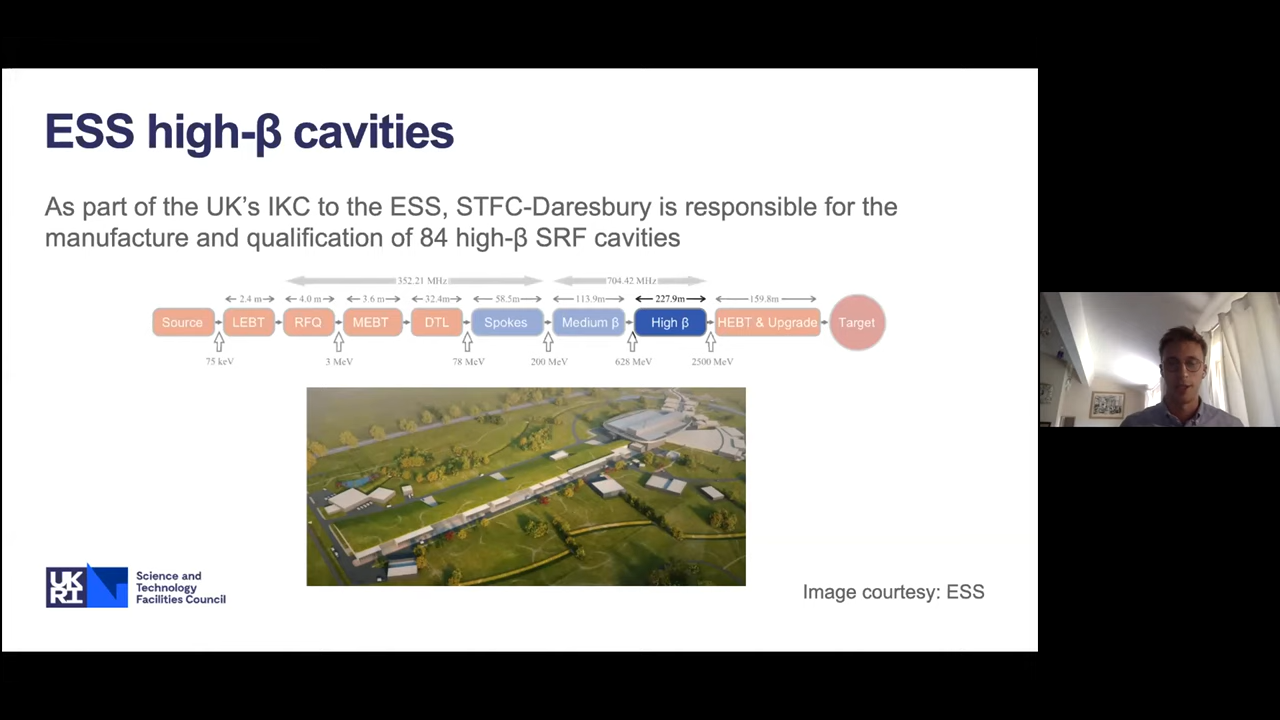 ESS high-β cavities
As part of the UK's IKC to the ESS, STFC-Daresbury is responsible for the
manufacture and qualification of 84 high-β SRF cavities
352.21 MHz 704.42 MHz
2.4 m 4.0 m 3.6 m 32.4m 58.5m 113.9m 227.9m 159.8m
Source LEBT RFQ MEBT DTL Spokes Medium β High β HEBT & Upgrade Target
75 keV 3 MeV 78 MeV 200 MeV 628 MeV 2500 MeV
UK
RI
Science and
Technology
Facilities Council
Image courtesy: ESS